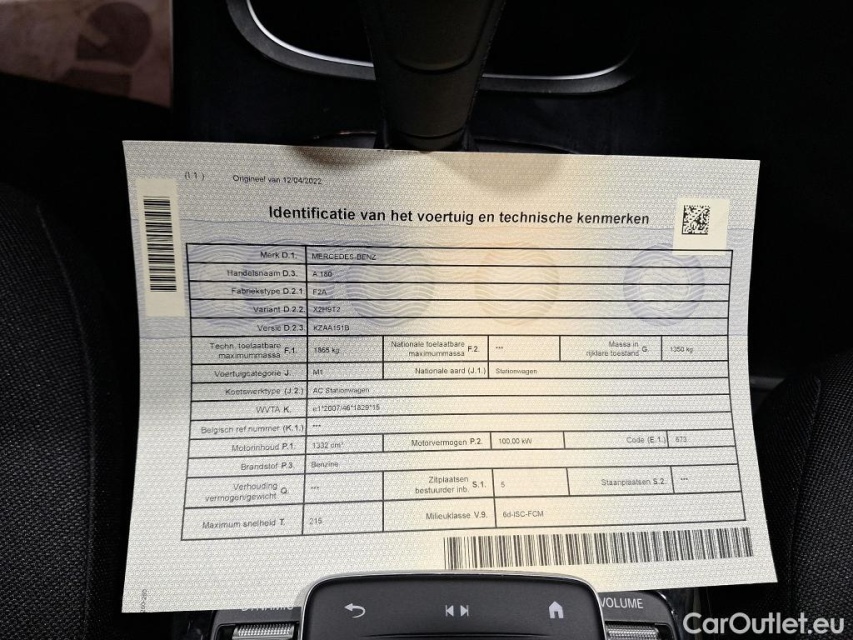 (I.1)
Origineel van 12/04/2022
Identificatie van het voertuig en technische kenmerken
Merk D.1. MERCEDES-BENZ
Handelsnaam D.3. A 180
Fabriekstype D.2.1. F2A
Variant D.2.2. X2H9T2
Versie D.2.3. KZAA151B
Techn. toelaatbare maximummassa F.1. 1865 kg Nationale toelaatbare maximummassa F.2. --- Massa in rijklare toestand G. 1350 kg
Voertuigcategorie J. M1 Nationale aard (J.1.) Stationwagen
Koetswerktype (J.2.) AC Stationwagen
WVTA K. e1*2007/46*1829*15
Belgisch ref nummer (K.1.) ---
Motorinhoud P.1. 1332 cm³ Motorvermogen P.2. 100,00 kW Code (E.1.) 673
Brandstof P.3. Benzine
Verhouding vermogen/gewicht Q. --- Zitplaatsen bestuurder inb. S.1. 5 Staanplaatsen S.2. ---
Maximum snelheid T. 215 Milieuklasse V.9. 6d-ISC-FCM
DYNAMIC
VOLUME
CarOutlet.eu